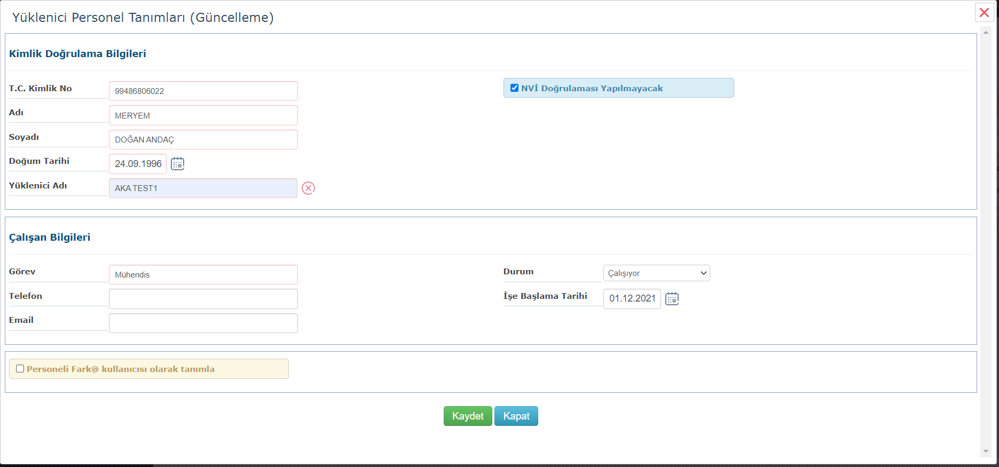 Yüklenici Personel Tanımları (Güncelleme)
Kimlik Doğrulama Bilgileri
T.C. Kimlik No 99486806022 NVİ Doğrulaması Yapılmayacak
Adı MERYEM
Soyadı DOĞAN ANDAÇ
Doğum Tarihi 24.09.1996
Yüklenici Adı AKA TEST1
Çalışan Bilgileri
Görev Mühendis Durum Çalışıyor
Telefon İşe Başlama Tarihi 01.12.2021
Email
Personeli Fark@ kullanıcısı olarak tanımla
Kaydet Kapat